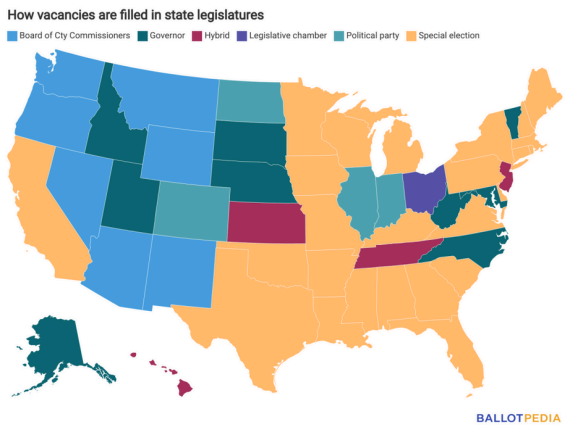 How vacancies are filled in state legislatures
Board of Cty Commissioners Governor Hybrid Legislative chamber Political party Special election
BALLOTPEDIA